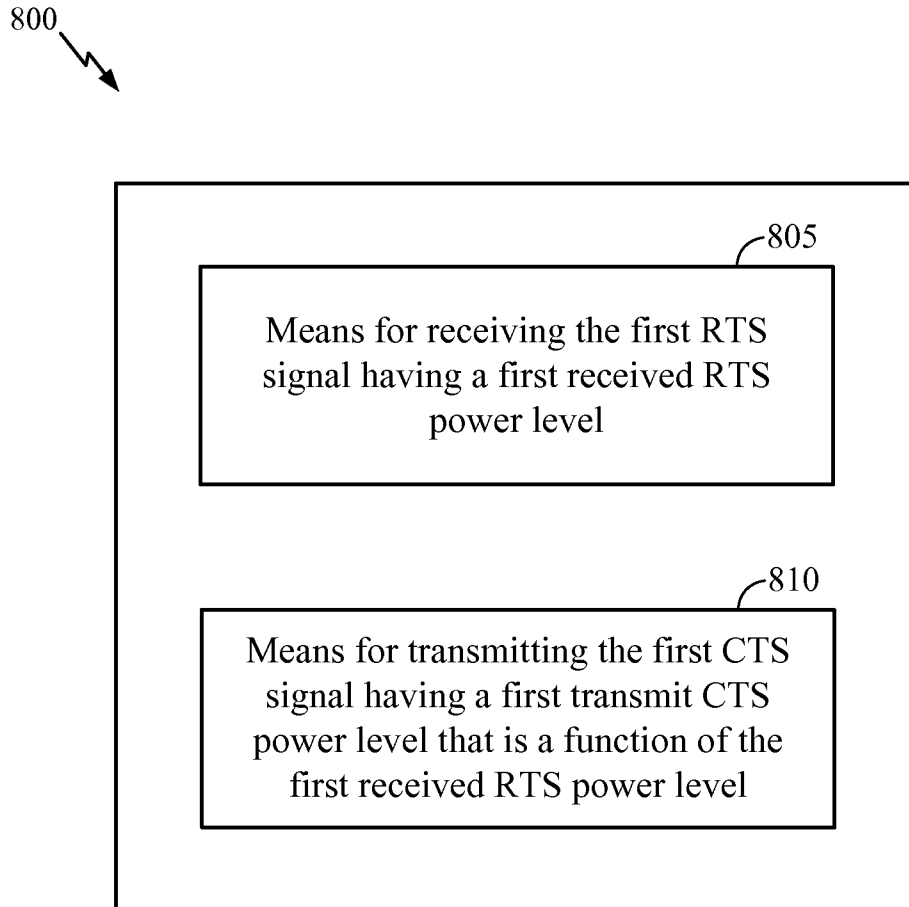 800
805
Means for receiving the first RTS
signal having a first received RTS
power level
810
Means for transmitting the first CTS
signal having a first transmit CTS
power level that is a function of the
first received RTS power level